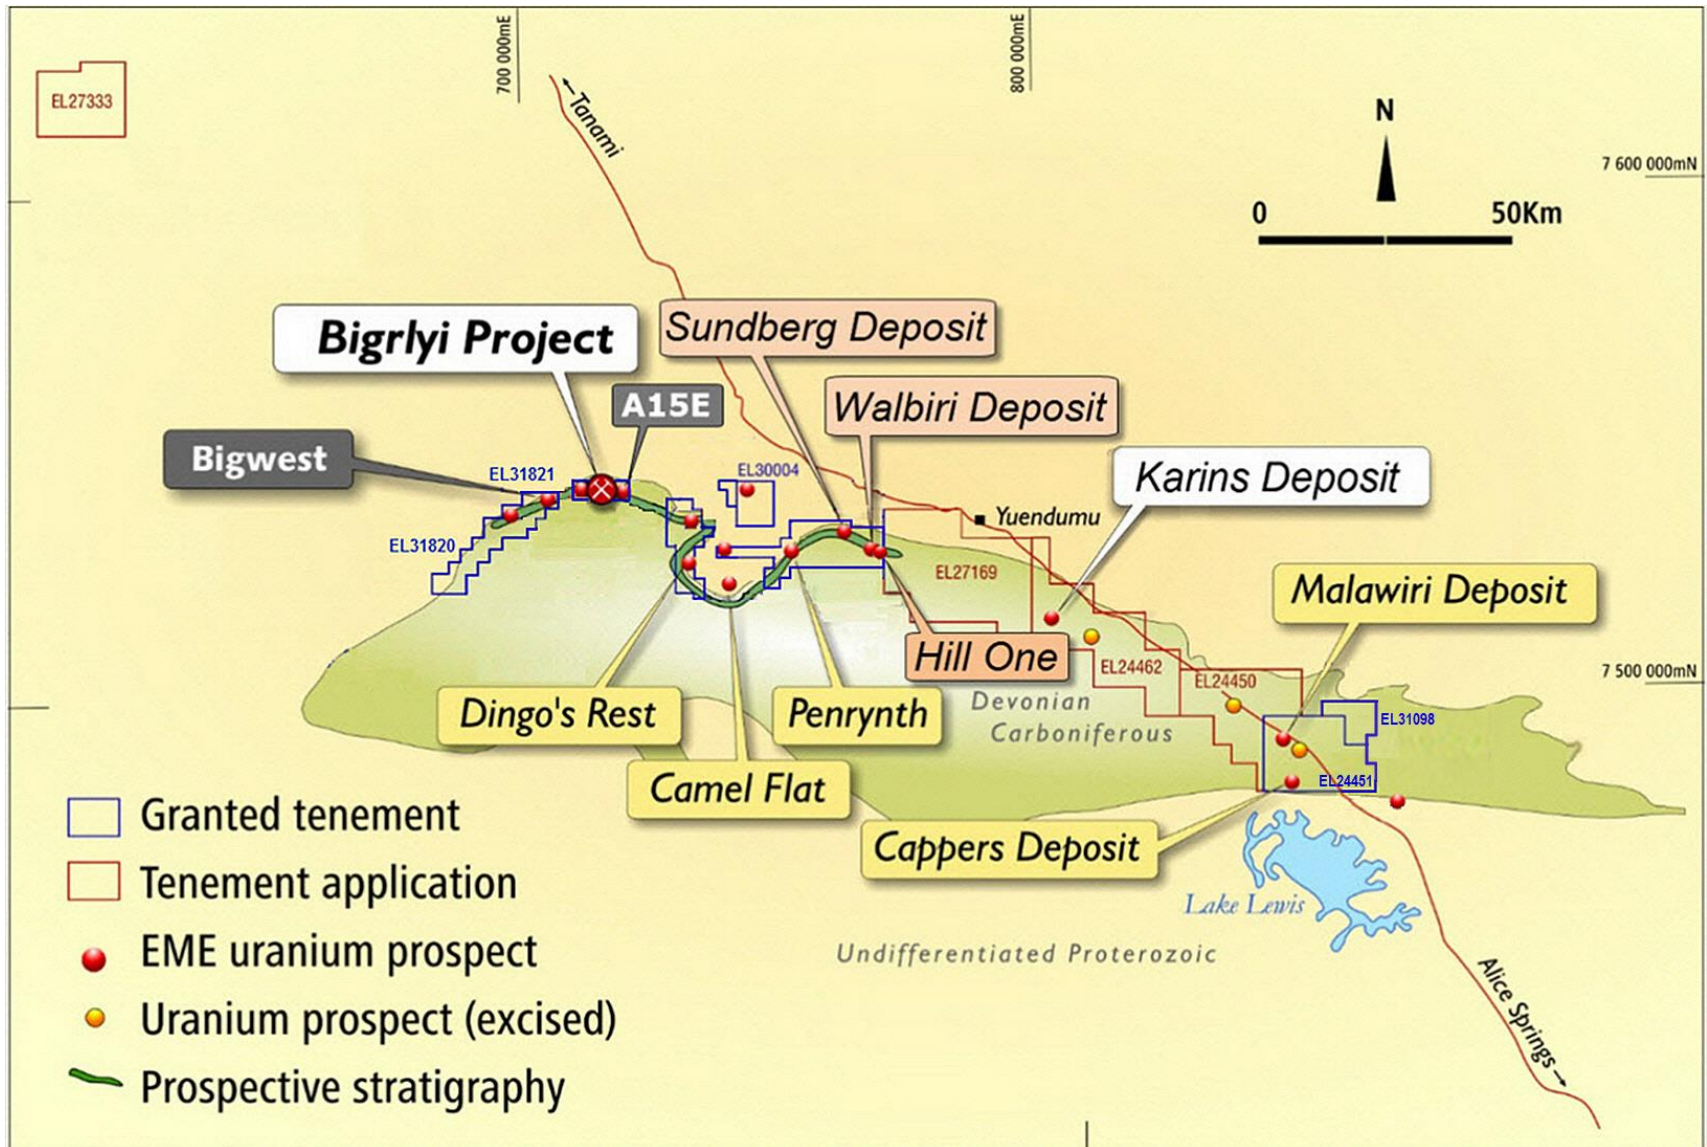 700 000mE
800 000mE
EL27333
Tanami
N
7 600 000mN
0
50Km
Bigrlyi Project
Sundberg Deposit
A15E
Walbiri Deposit
Bigwest
EL31821
EL30004
Karins Deposit
Yuendumu
EL31820
EL27169
Malawiri Deposit
Hill One
EL24462
EL24450
7 500 000mN
Dingo's Rest
Penrynth
Devonian
Carboniferous
EL31098
Camel Flat
EL24451
Granted tenement
Cappers Deposit
Tenement application
Lake Lewis
EME uranium prospect
Undifferentiated Proterozoic
Alice Springs
Uranium prospect (excised)
Prospective stratigraphy